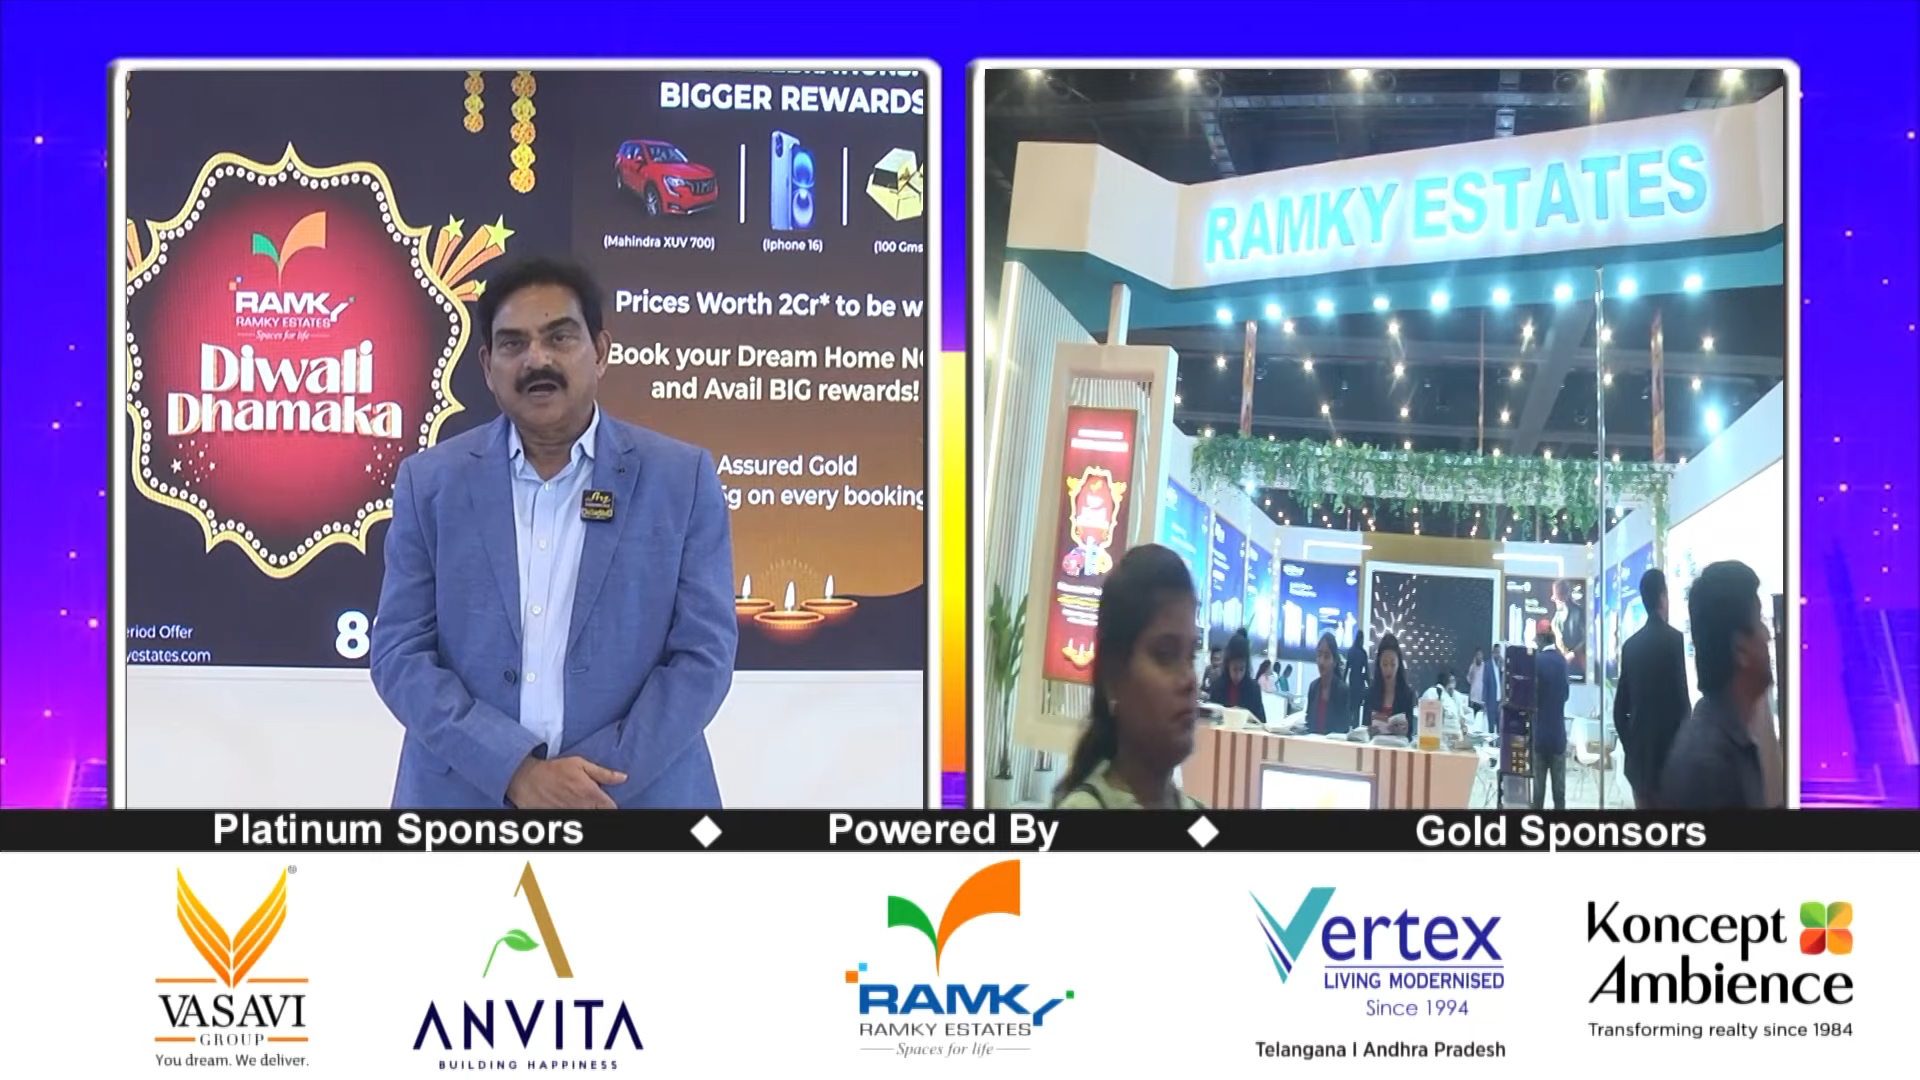 BIGGER REWARDS
(Mahindra XUV 700)
(Iphone 16)
(100 Gms
Prices Worth 2Cr* to be w
Book your Dream Home N
and Avail BIG rewards!
Assured Gold
g on every booking
RAMKY
RAMKY ESTATES
Spaces for life
Diwali
Dhamaka
eriod Offer
yestates.com
8
RAMKY ESTATES
Platinum Sponsors
Powered By
Gold Sponsors
VASAVI
GROUP
You dream. We deliver.
ANVITA
BUILDING HAPPINESS
RAMKY
RAMKY ESTATES
Spaces for life
Vertex
LIVING MODERNISED
Since 1994
Telangana I Andhra Pradesh
Koncept
Ambience
Transforming realty since 1984